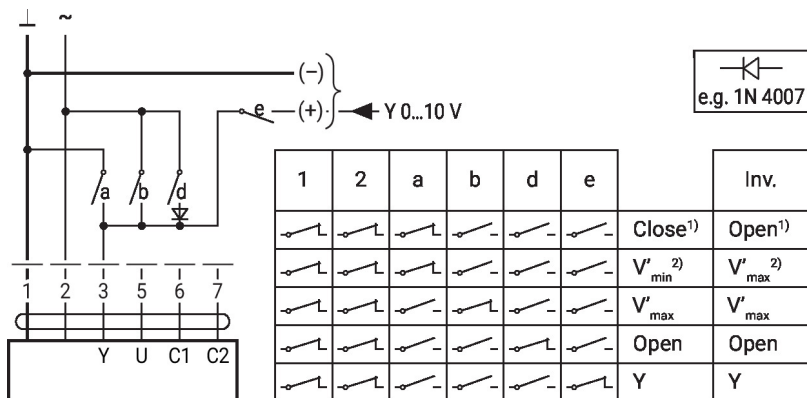 ⊥ ~
(−)
e (+) Y 0...10 V
e.g. 1N 4007
a b d
1 2 a b d e Inv.
Close¹⁾ Open¹⁾
V'min²⁾ V'max²⁾
V'max V'max
Open Open
Y Y
1 2 3 5 6 7
Y U C1 C2